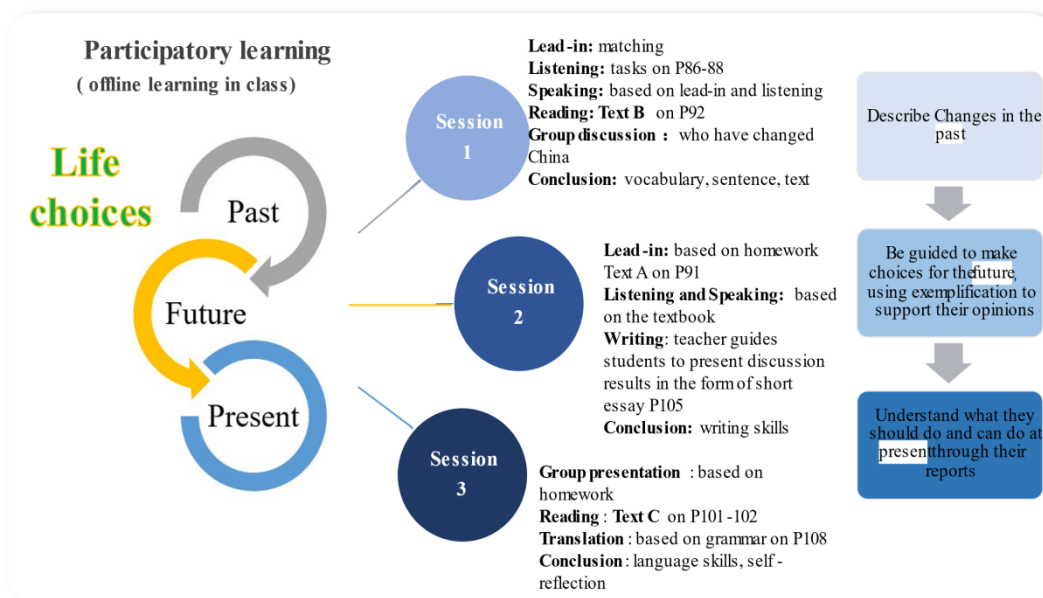 Participatory learning
( offline learning in class)
Life
choices
Past
Future
Present
Session
1
Lead-in: matching
Listening: tasks on P86-88
Speaking: based on lead-in and listening
Reading: Text B on P92
Group discussion： who have changed
China
Conclusion: vocabulary, sentence, text
Session
2
Lead-in: based on homework
Text A on P91
Listening and Speaking: based
on the textbook
Writing: teacher guides
students to present discussion
results in the form of short
essay P105
Conclusion: writing skills
Session
3
Group presentation : based on
homework
Reading : Text C on P101-102
Translation : based on grammar on P108
Conclusion: language skills, self-
reflection
Describe Changes in the
past
Be guided to make
choices for thefuture,
using exemplification to
support their opinions
Understand what they
should do and can do at
presentthrough their
reports